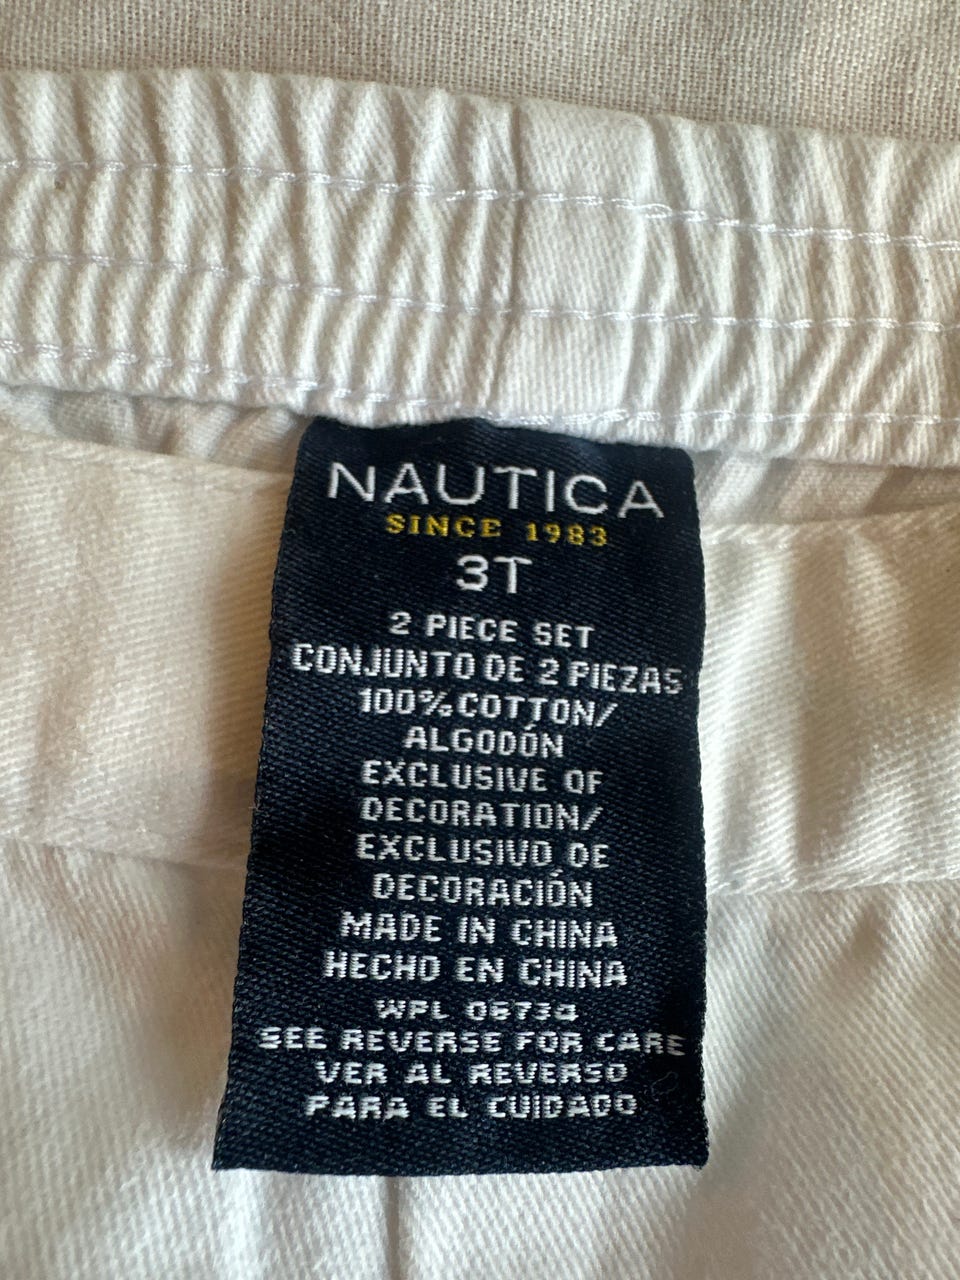 NAUTICA
SINCE 1983
3T
2 PIECE SET
CONJUNTO DE 2 PIEZAS
100% COTTON/
ALGODÓN
EXCLUSIVE OF
DECORATION/
EXCLUSIVO DE
DECORACIÓN
MADE IN CHINA
HECHO EN CHINA
WPL
SEE REVERSE FOR CARE
VER AL REVERSO
PARA EL CUIDADO